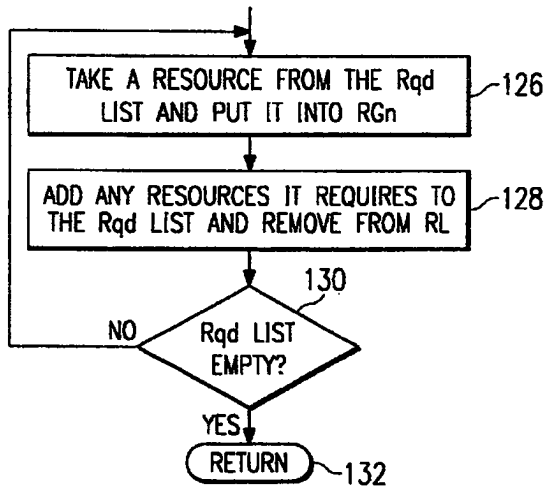 TAKE A RESOURCE FROM THE Rqd
LIST AND PUT IT INTO RGn
126
ADD ANY RESOURCES IT REQUIRES TO
THE Rqd LIST AND REMOVE FROM RL
128
130
NO
Rqd LIST
EMPTY?
YES
RETURN
132